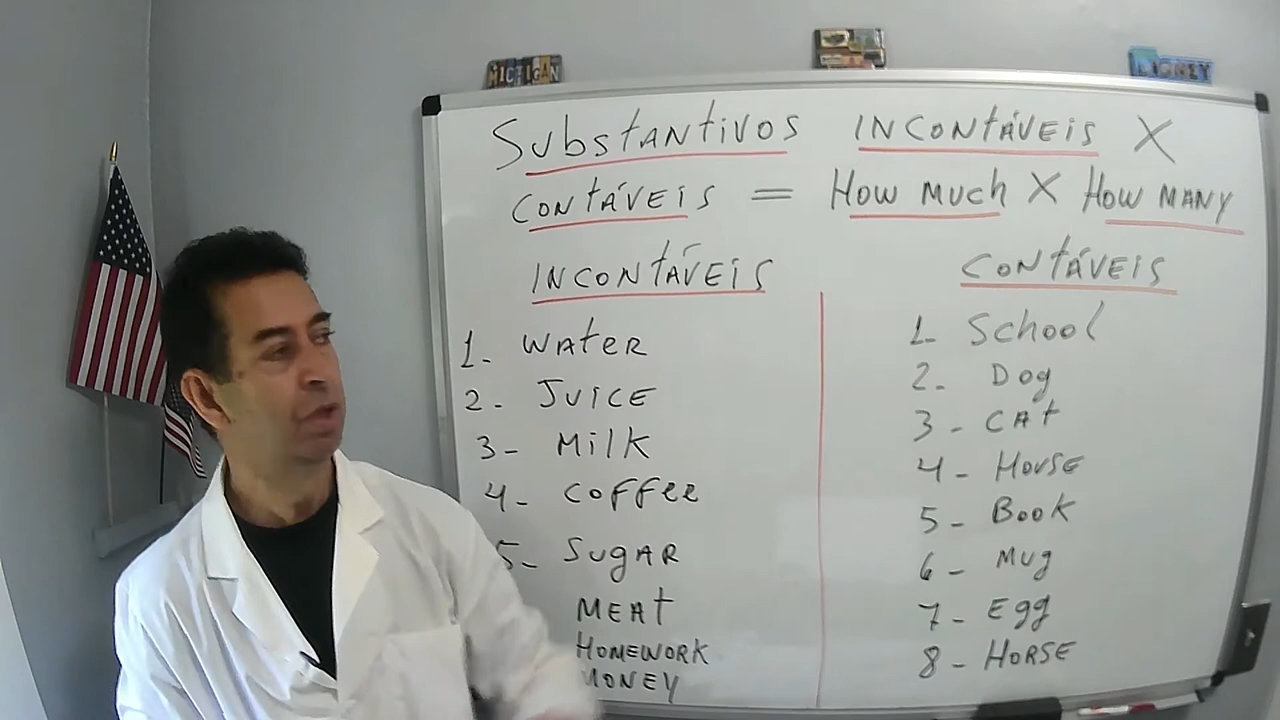 MICHIGAN
Substantivos INCONTÁVEIS X
CONTÁVEIS = HOW MUCH X HOW MANY
INCONTÁVEIS
1- WATER
2- JUICE
3- Milk
4- COFFEE
5- SUGAR
MEAT
HOMEWORK
MONEY
CONTÁVEIS
1- School
2- Dog
3- CAT
4- HOUSE
5- BOOK
6- Mug
7- Egg
8- HORSE